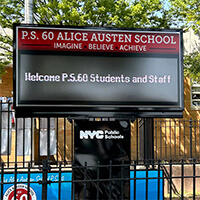 P.S. 60 ALICE AUSTEN SCHOOL
IMAGINE BELIEVE ACHIEVE
Welcome P.S.60 Students and Staff
NYC Public
Schools